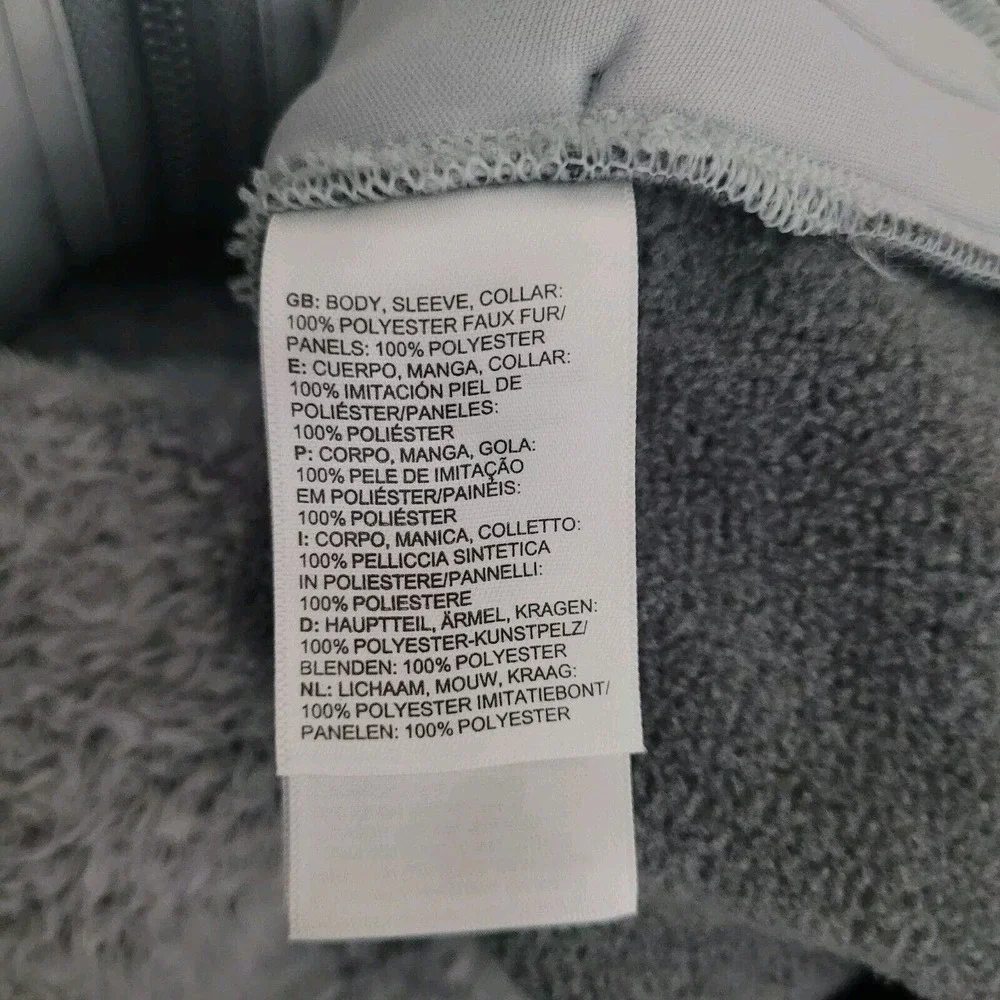 GB: BODY, SLEEVE, COLLAR:
100% POLYESTER FAUX FUR/
PANELS: 100% POLYESTER
E: CUERPO, MANGA, COLLAR:
100% IMITACIÓN PIEL DE
POLIÉSTER/PANELES:
100% POLIÉSTER
P: CORPO, MANGA, GOLA:
100% PELE DE IMITAÇÃO
EM POLIÉSTER/PAINÉIS:
100% POLIÉSTER
I: CORPO, MANICA, COLLETTO:
100% PELLICCIA SINTETICA
IN POLIESTERE/PANNELLI:
100% POLIESTERE
D: HAUPTTEIL, ÄRMEL, KRAGEN:
100% POLYESTER-KUNSTPELZ/
BLENDEN: 100% POLYESTER
NL: LICHAAM, MOUW, KRAAG:
100% POLYESTER IMITATIEBONT/
PANELEN: 100% POLYESTER